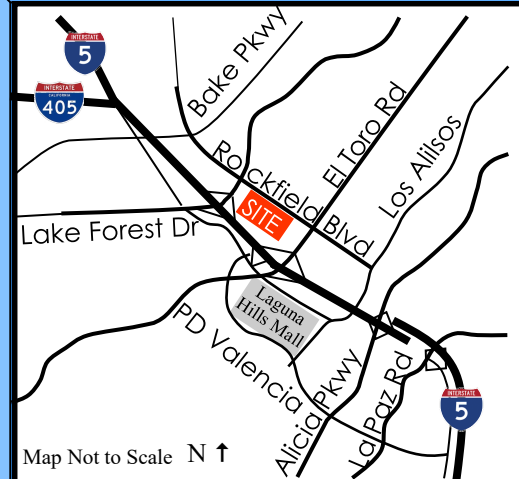 INTERSTATE
5
INTERSTATE
CALIFORNIA
405
Bake Pkwy
El Toro Rd
Los Alilsos
Rockfield Blvd
SITE
Lake Forest Dr
Laguna
Hills Mall
PD Valencia
Alicia Pkwy
La Paz Rd
INTERSTATE
5
Map Not to Scale N ↑